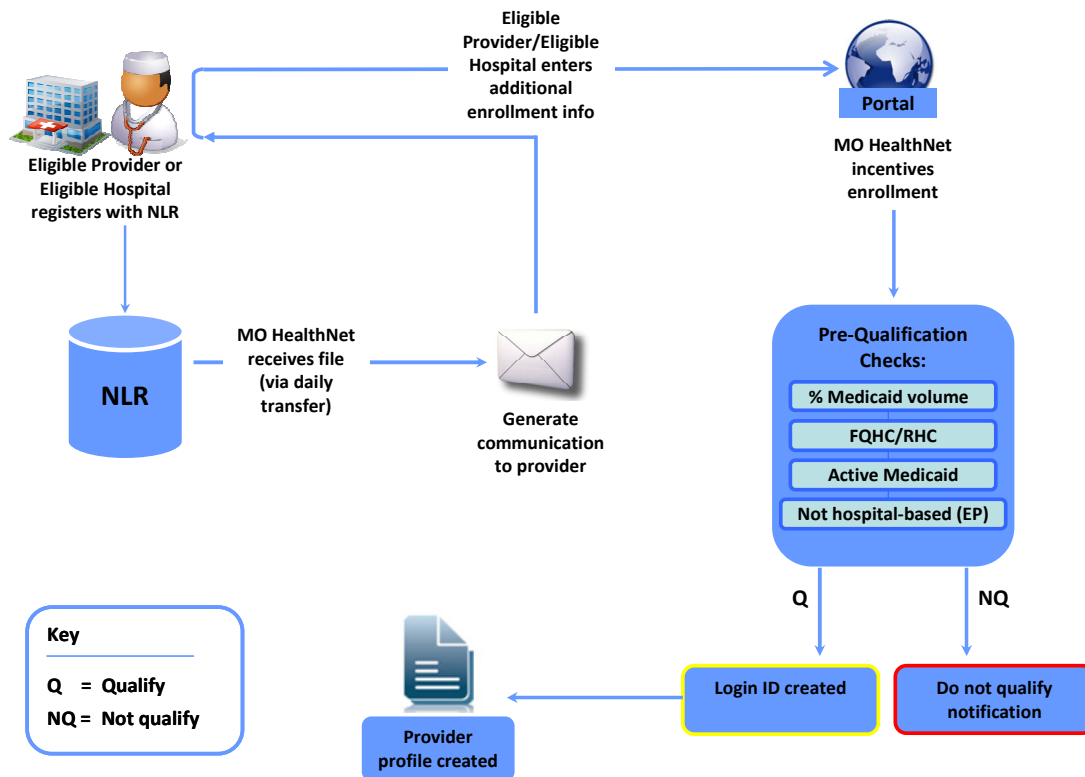 Eligible
Provider/Eligible
Hospital enters
additional
enrollment info
Portal
Eligible Provider or
Eligible Hospital
registers with NLR
MO HealthNet
incentives
enrollment
NLR
MO HealthNet
receives file
(via daily
transfer)
Generate
communication
to provider
Pre-Qualification
Checks:
% Medicaid volume
FQHC/RHC
Active Medicaid
Not hospital-based (EP)
Q
NQ
Key
Q = Qualify
NQ = Not qualify
Provider
profile created
Login ID created
Do not qualify
notification